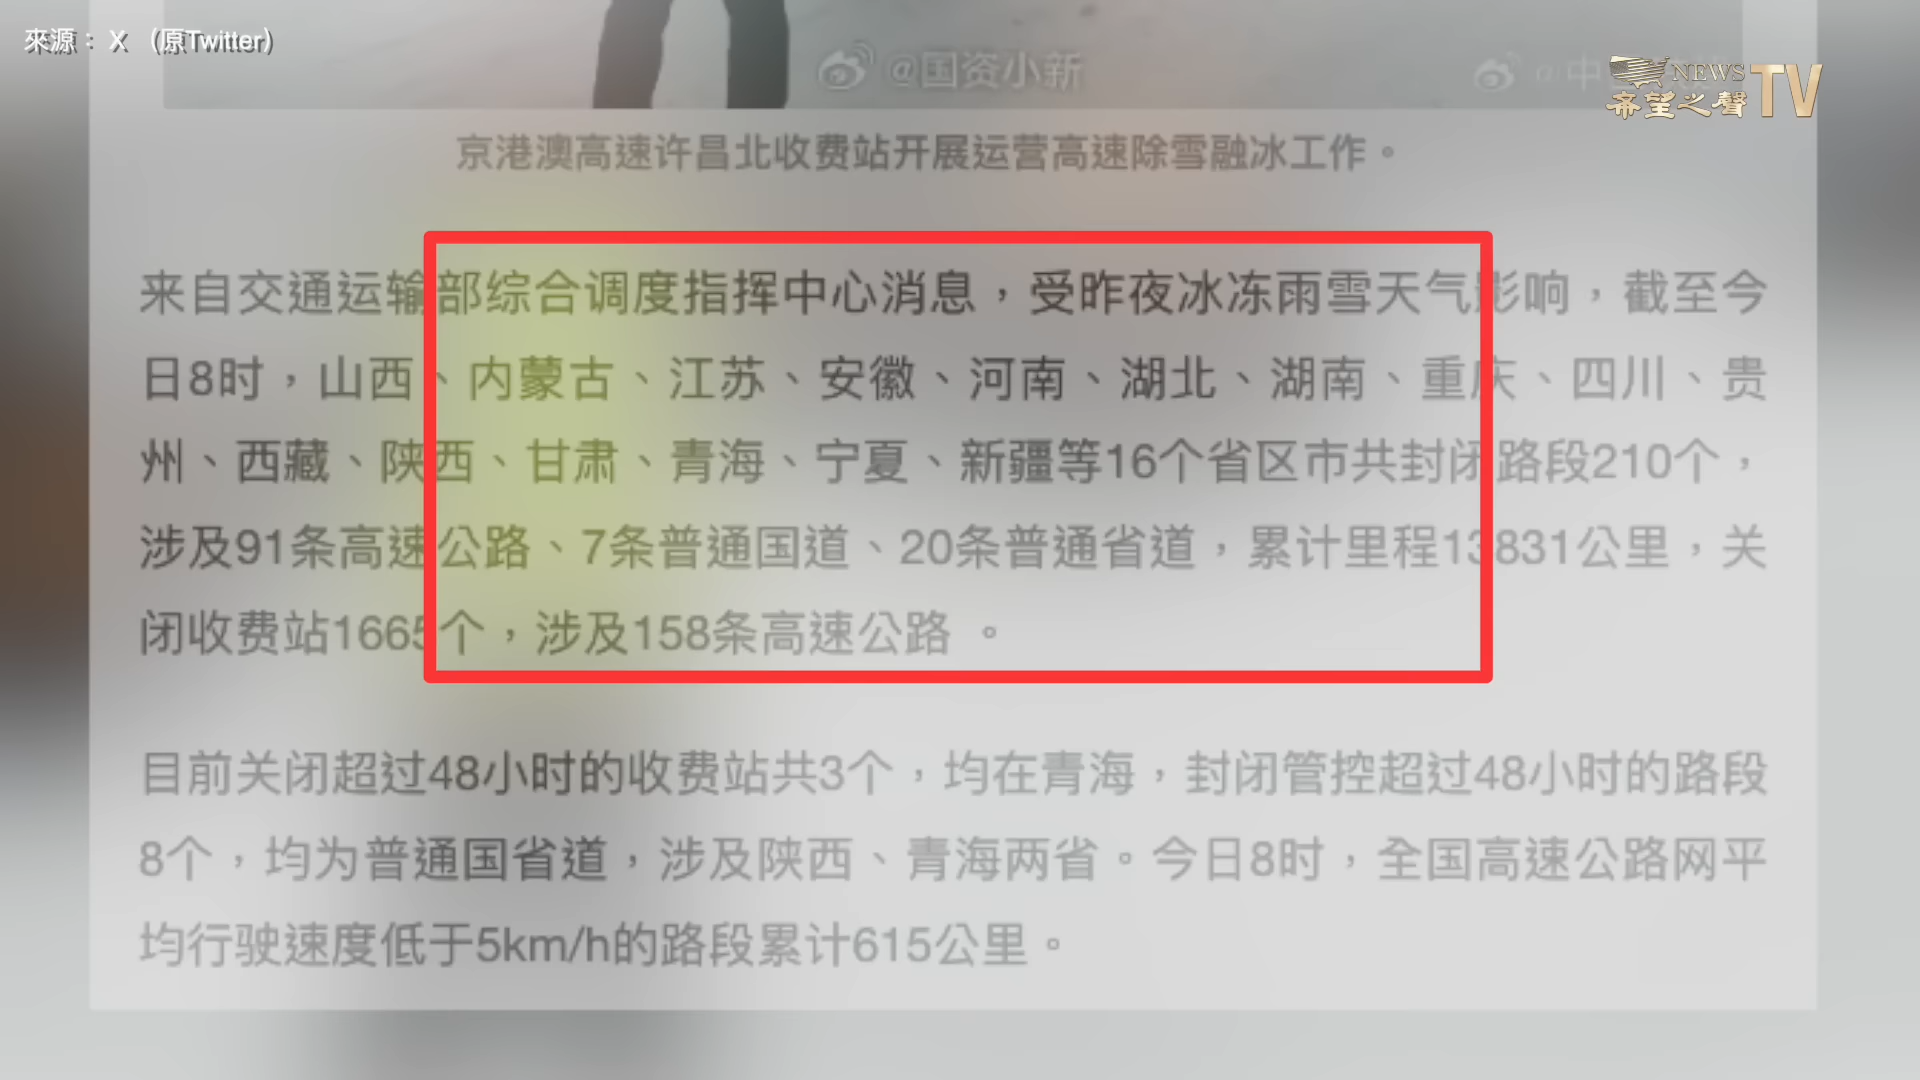 來源：X（原Twitter）
@国资小新
NEWS
希望之聲TV
京港澳高速许昌北收费站开展运营高速除雪融冰工作。
来自交通运输部综合调度指挥中心消息，受昨夜冰冻雨雪天气影响，截至今
日8时，山西、内蒙古、江苏、安徽、河南、湖北、湖南、重庆、四川、贵
州、西藏、陕西、甘肃、青海、宁夏、新疆等16个省区市共封闭路段210个，
涉及91条高速公路、7条普通国道、20条普通省道，累计里程13831公里，关
闭收费站1665个，涉及158条高速公路 。
目前关闭超过48小时的收费站共3个，均在青海，封闭管控超过48小时的路段
8个，均为普通国省道，涉及陕西、青海两省。今日8时，全国高速公路网平
均行驶速度低于5km/h的路段累计615公里。